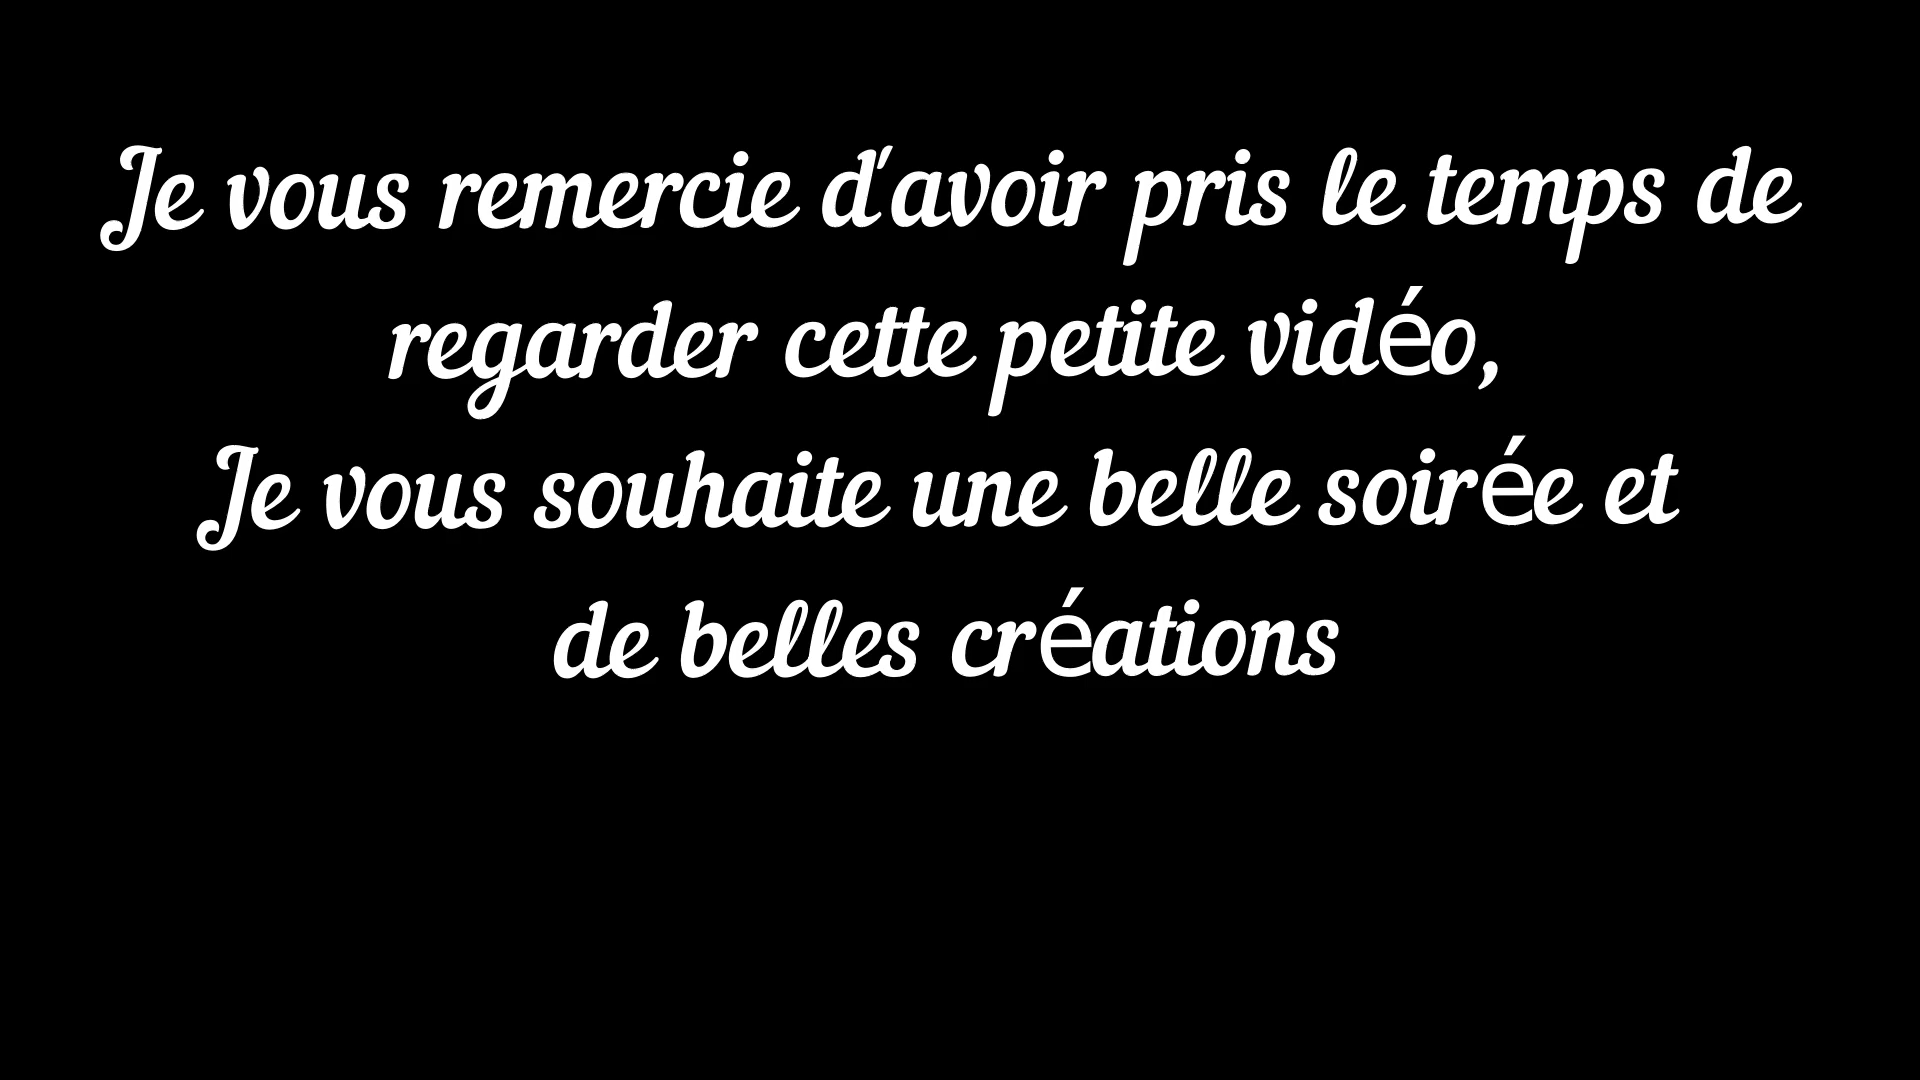 Je vous remercie d'avoir pris le temps de
regarder cette petite vidéo,
Je vous souhaite une belle soirée et
de belles créations